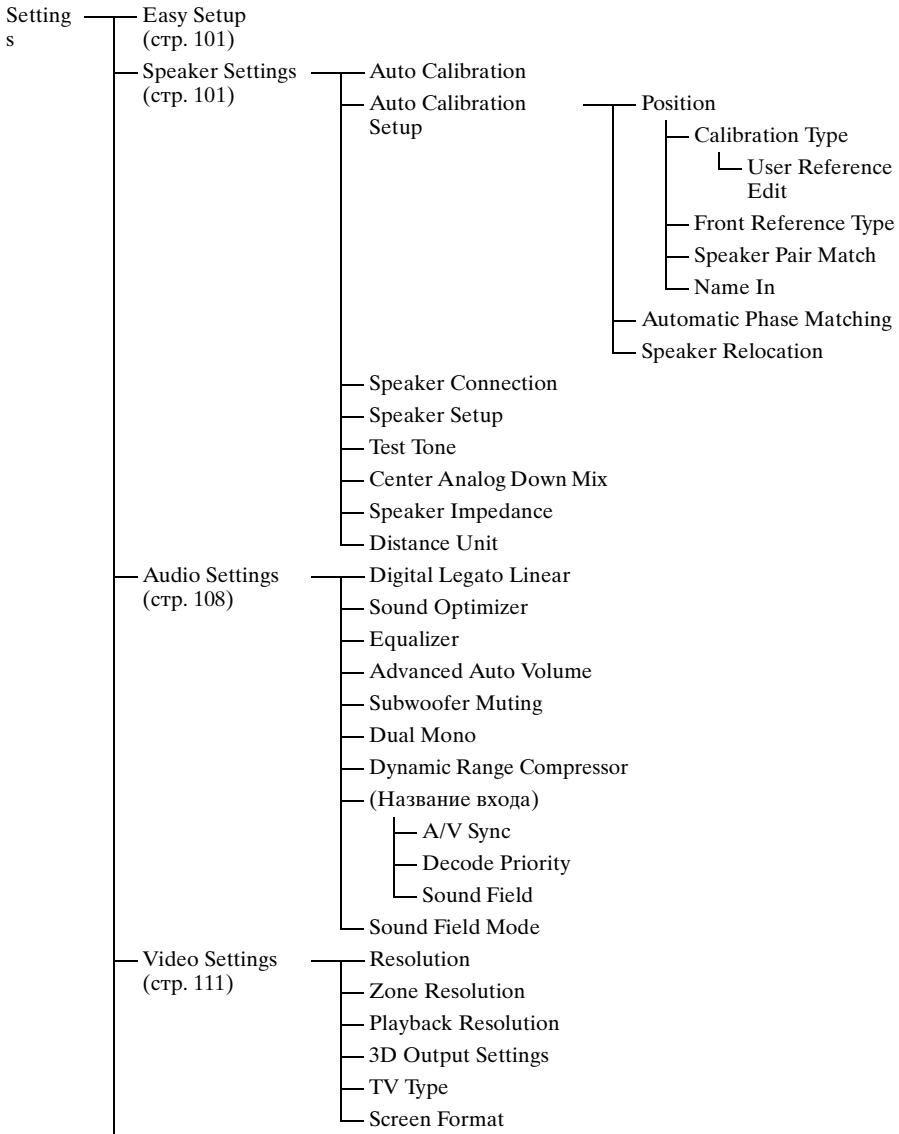 Setting
s
Easy Setup
(стр. 101)
Speaker Settings
(стр. 101)
Auto Calibration
Auto Calibration
Setup
Position
Calibration Type
User Reference
Edit
Front Reference Type
Speaker Pair Match
Name In
Automatic Phase Matching
Speaker Relocation
Speaker Connection
Speaker Setup
Test Tone
Center Analog Down Mix
Speaker Impedance
Distance Unit
Audio Settings
(стр. 108)
Digital Legato Linear
Sound Optimizer
Equalizer
Advanced Auto Volume
Subwoofer Muting
Dual Mono
Dynamic Range Compressor
(Название входа)
A/V Sync
Decode Priority
Sound Field
Sound Field Mode
Video Settings
(стр. 111)
Resolution
Zone Resolution
Playback Resolution
3D Output Settings
TV Type
Screen Format